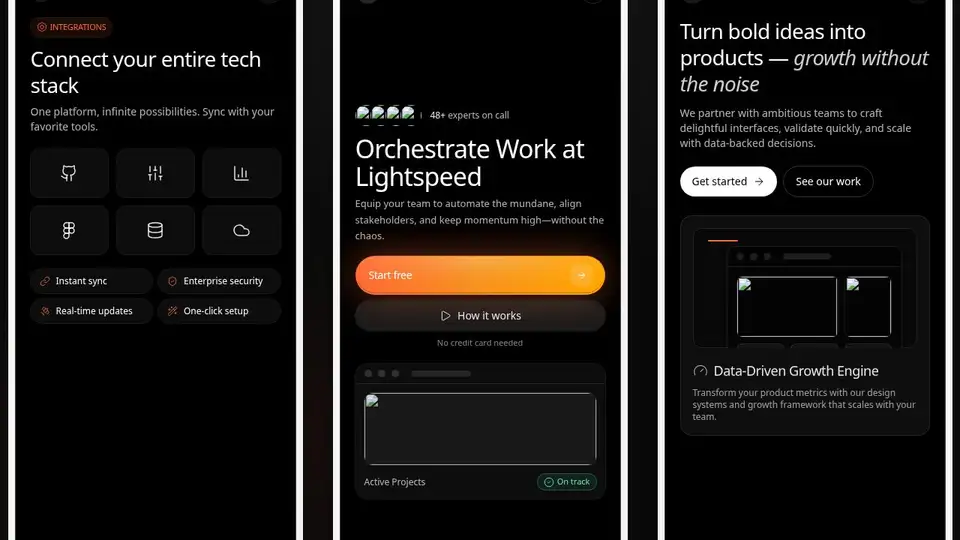 INTEGRATIONS
Connect your entire tech
stack
One platform, infinite possibilities. Sync with your
favorite tools.
Instant sync
Enterprise security
Real-time updates
One-click setup
48+ experts on call
Orchestrate Work at
Lightspeed
Equip your team to automate the mundane, align
stakeholders, and keep momentum high—without the
chaos.
Start free
How it works
No credit card needed
Active Projects
On track
Turn bold ideas into
products — growth without
the noise
We partner with ambitious teams to craft
delightful interfaces, validate quickly, and scale
with data-backed decisions.
Get started
See our work
Data-Driven Growth Engine
Transform your product metrics with our design
systems and growth framework that scales with your
team.